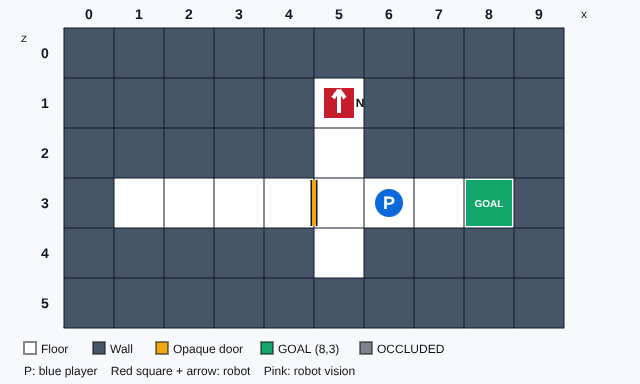 0 1 2 3 4 5 6 7 8 9 x
z
0
1 N
2
3 P GOAL
4
5
Floor Wall Opaque door GOAL (8,3) OCCLUDED
P: blue player Red square + arrow: robot Pink: robot vision